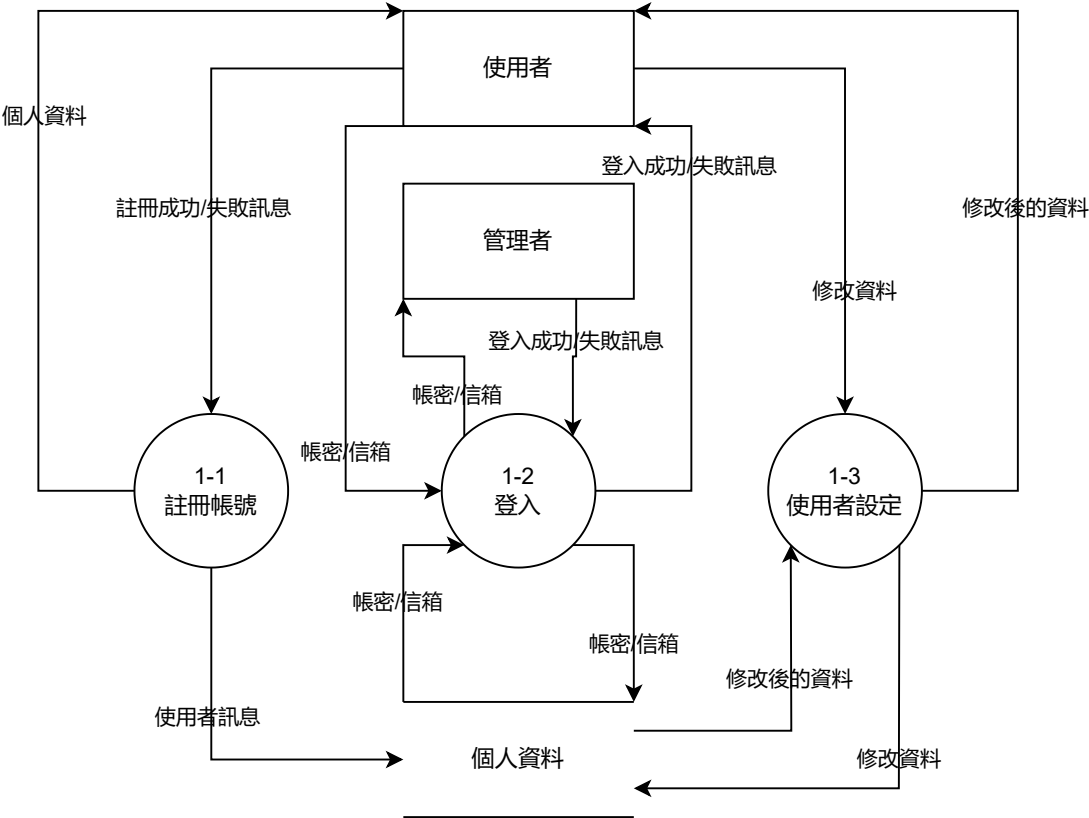 使用者
個人資料
登入成功/失敗訊息
註冊成功/失敗訊息
修改後的資料
管理者
修改資料
登入成功/失敗訊息
帳密/信箱
帳密/信箱
1-1
註冊帳號
1-2
登入
1-3
使用者設定
帳密/信箱
帳密/信箱
修改後的資料
使用者訊息
個人資料
修改資料